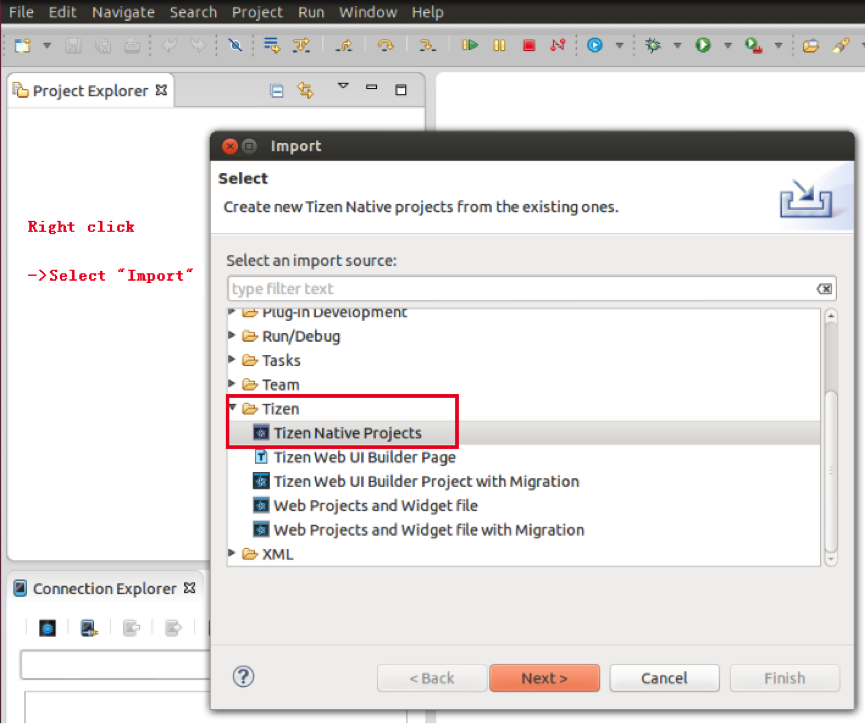 File Edit Navigate Search Project Run Window Help
Project Explorer
Import
Select
Create new Tizen Native projects from the existing ones.
Right click
->Select "Import"
Select an import source:
type filter text
Plug-in Development
Run/Debug
Tasks
Team
Tizen
Tizen Native Projects
Tizen Web UI Builder Page
Tizen Web UI Builder Project with Migration
Web Projects and Widget file
Web Projects and Widget file with Migration
XML
Connection Explorer
< Back Next > Cancel Finish